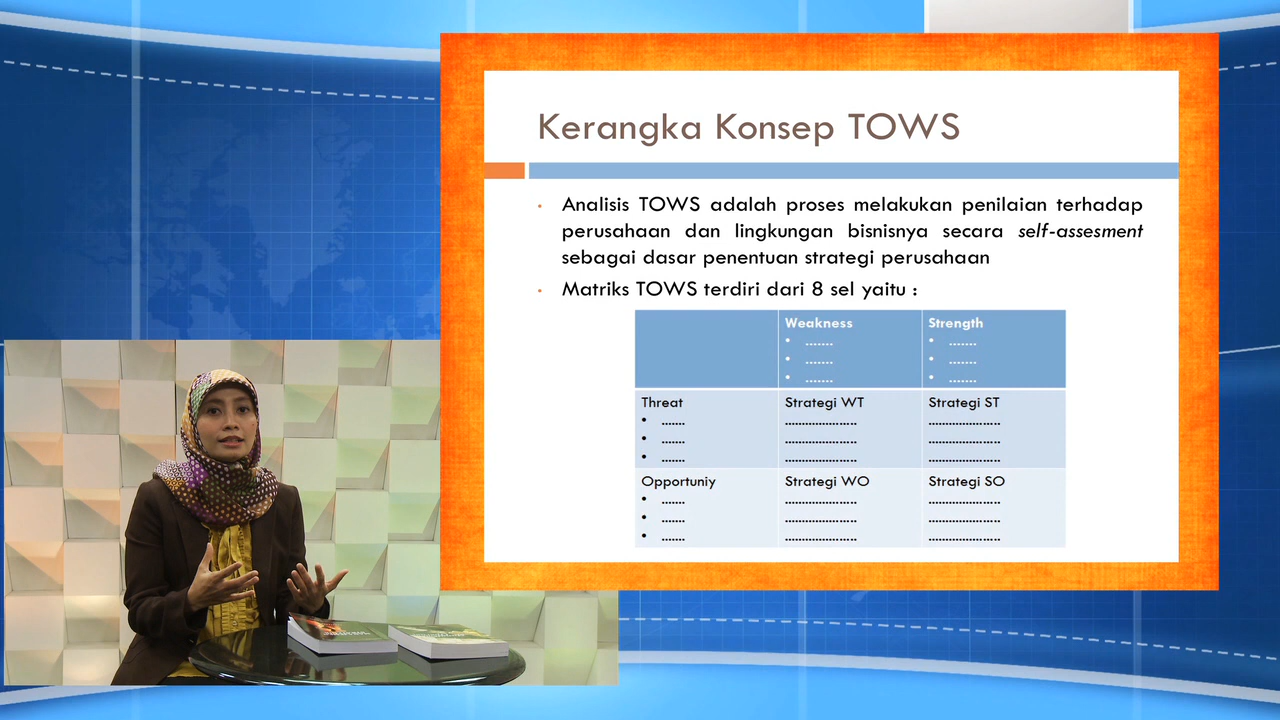 Kerangka Konsep TOWS
• Analisis TOWS adalah proses melakukan penilaian terhadap
perusahaan dan lingkungan bisnisnya secara self-assesment
sebagai dasar penentuan strategi perusahaan
• Matriks TOWS terdiri dari 8 sel yaitu :
Weakness
• .......
• .......
• .......
Strength
• .......
• .......
• .......
Threat
• .......
• .......
• .......
Strategi WT
.....................
.....................
.....................
Strategi ST
.....................
.....................
.....................
Opportuniy
• .......
• .......
• .......
Strategi WO
.....................
.....................
.....................
Strategi SO
.....................
.....................
.....................